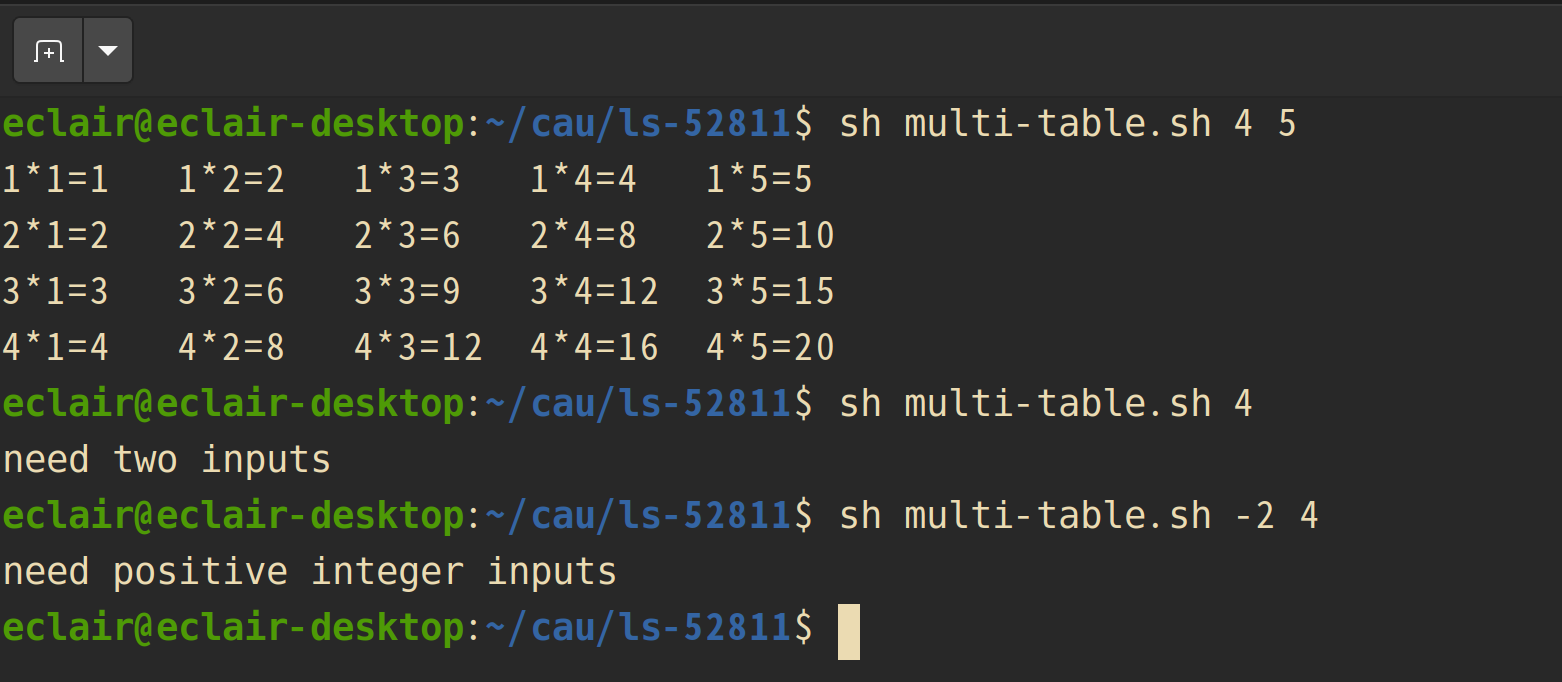 eclair@eclair-desktop:~/cau/ls-52811$ sh multi-table.sh 4 5
1*1=1   1*2=2   1*3=3   1*4=4   1*5=5
2*1=2   2*2=4   2*3=6   2*4=8   2*5=10
3*1=3   3*2=6   3*3=9   3*4=12  3*5=15
4*1=4   4*2=8   4*3=12  4*4=16  4*5=20
eclair@eclair-desktop:~/cau/ls-52811$ sh multi-table.sh 4
need two inputs
eclair@eclair-desktop:~/cau/ls-52811$ sh multi-table.sh -2 4
need positive integer inputs
eclair@eclair-desktop:~/cau/ls-52811$